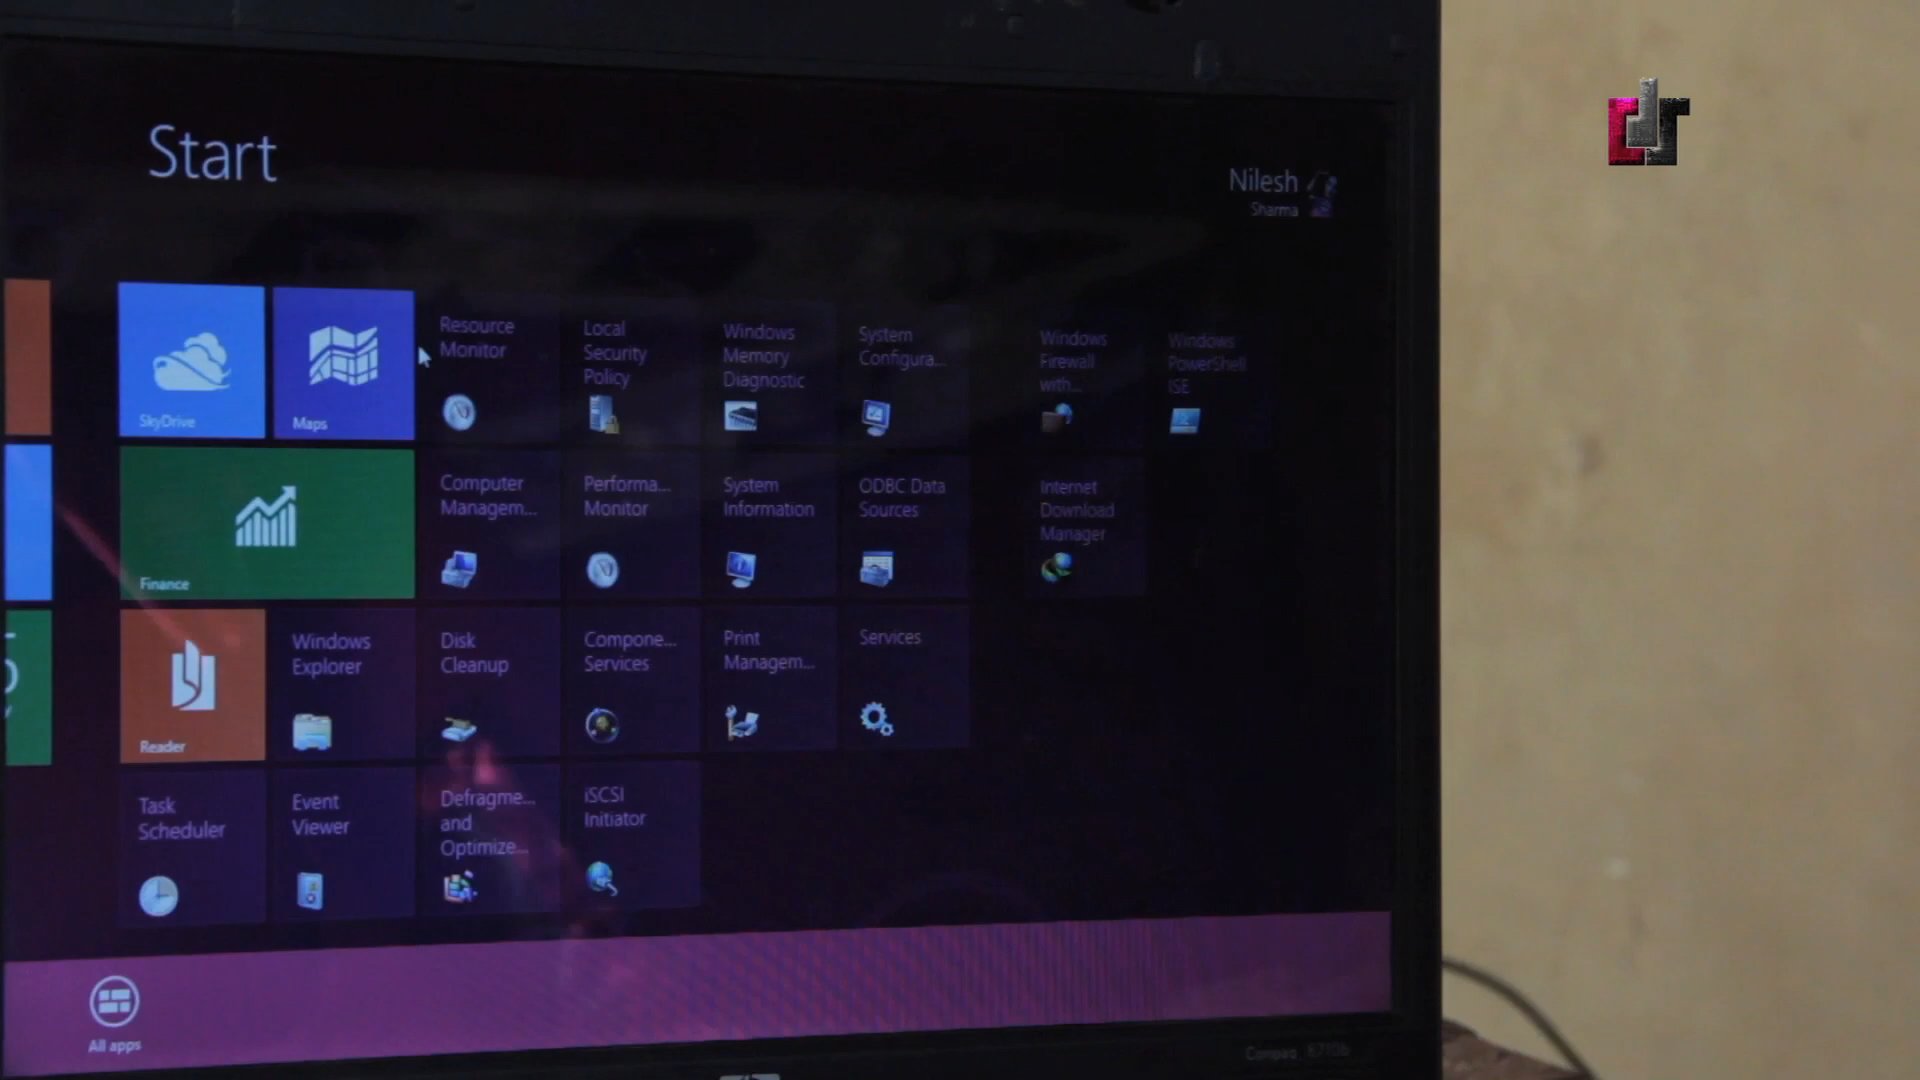 Start
Nilesh
Sharma
SkyDrive
Maps
Resource
Monitor
Local
Security
Policy
Windows
Memory
Diagnostic
System
Configura...
Windows
Firewall
with...
Windows
PowerShell
ISE
Finance
Computer
Managem...
Performa...
Monitor
System
Information
ODBC Data
Sources
Internet
Download
Manager
Reader
Windows
Explorer
Disk
Cleanup
Compone...
Services
Print
Managem...
Services
Task
Scheduler
Event
Viewer
Defragme...
and
Optimize...
iSCSI
Initiator
All apps
Compaq 6710b